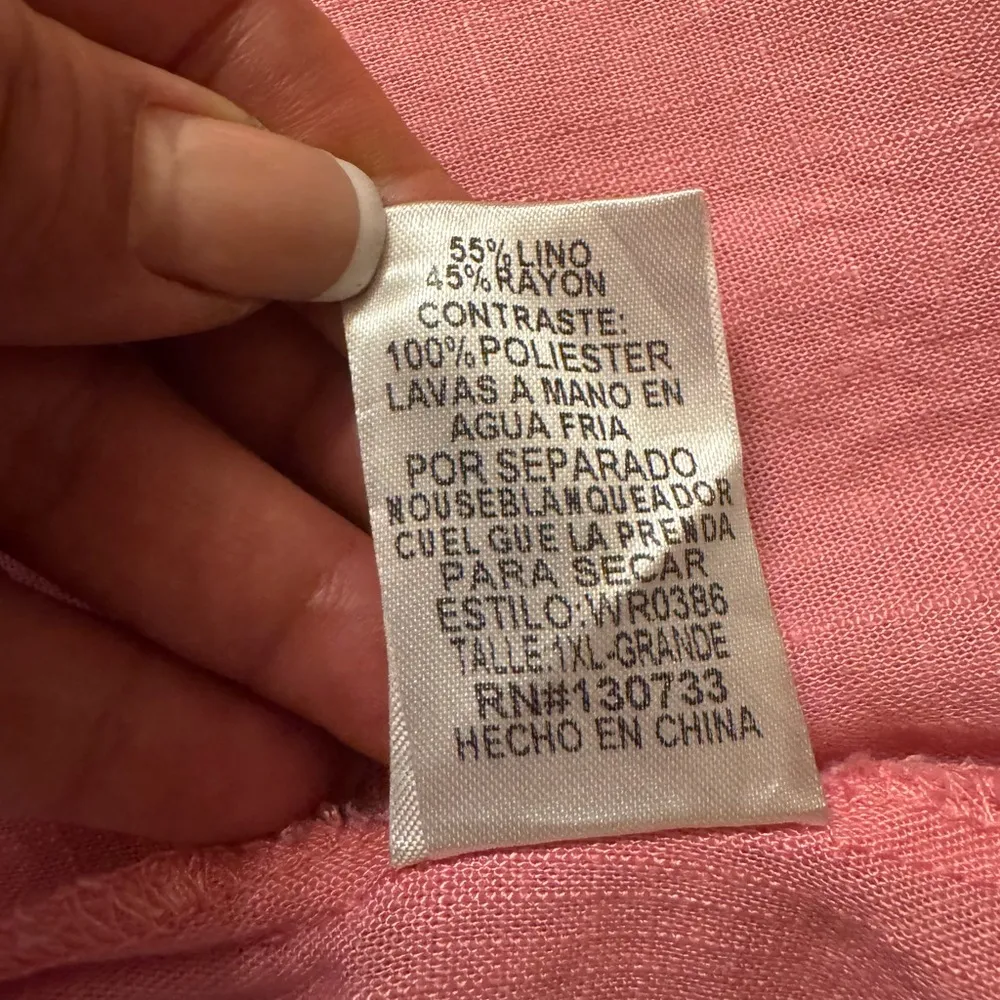 55% LINO
45% RAYON
CONTRASTE:
100% POLIESTER
LAVAS A MANO EN
AGUA FRIA
POR SEPARADO
NOUSEBLANQUEADOR
CUELGUE LA PRENDA
PARA SECAR
ESTILO:WR0386
TALLE:1XL-GRANDE
RN#130733
HECHO EN CHINA